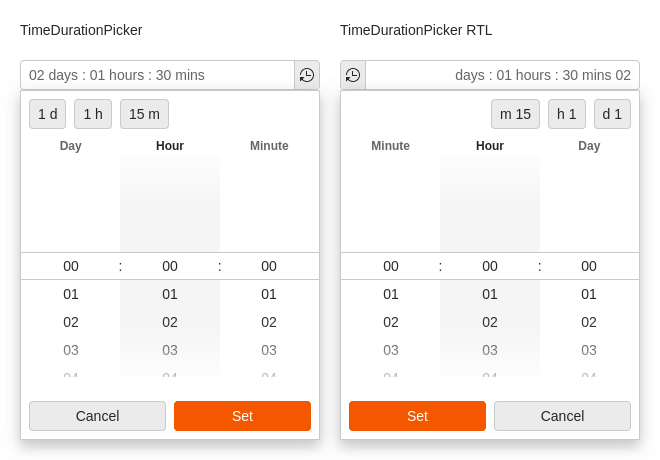 TimeDurationPicker
02 days : 01 hours : 30 mins
1 d 1 h 15 m
Day Hour Minute
00 : 00 : 00
01 01 01
02 02 02
03 03 03
04 04 04
Cancel Set
TimeDurationPicker RTL
days : 01 hours : 30 mins 02
m 15 h 1 d 1
Minute Hour Day
00 : 00 : 00
01 01 01
02 02 02
03 03 03
04 04 04
Set Cancel